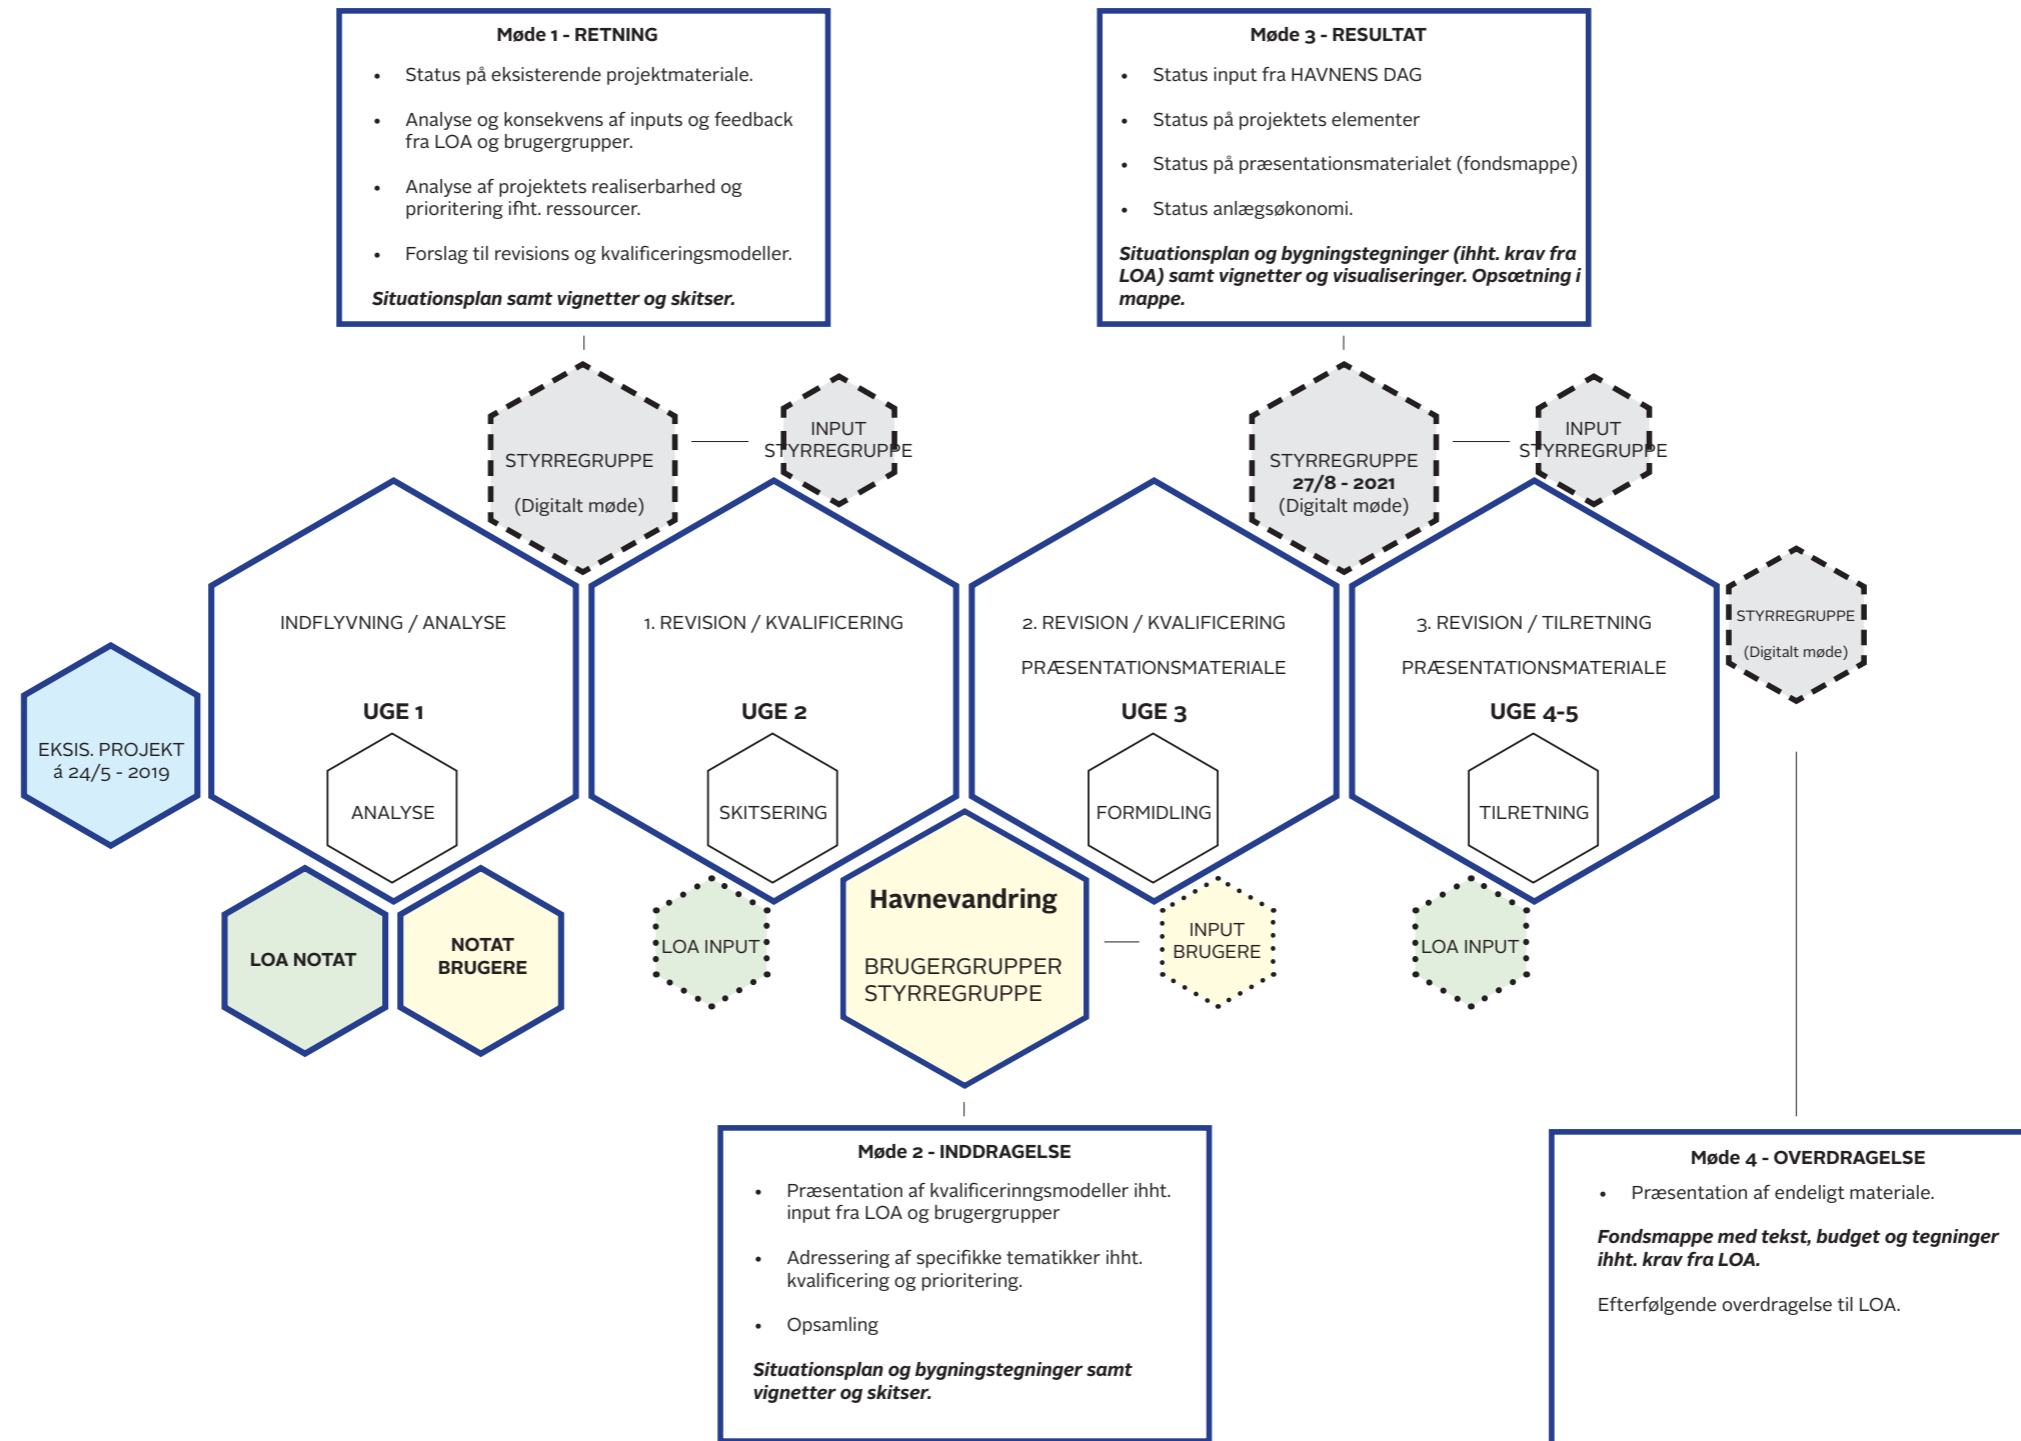 Møde 1 - RETNING
• Status på eksisterende projektmateriale.
• Analyse og konsekvens af inputs og feedback
fra LOA og brugergrupper.
• Analyse af projektets realiserbarhed og
prioritering ifht. ressourcer.
• Forslag til revisions og kvalificeringsmodeller.
Situationsplan samt vignetter og skitser.
Møde 3 - RESULTAT
• Status input fra HAVNENS DAG
• Status på projektets elementer
• Status på præsentationsmaterialet (fondsmappe)
• Status anlægsøkonomi.
Situationsplan og bygningstegninger (ihht. krav fra
LOA) samt vignetter og visualiseringer. Opsætning i
mappe.
STYRREGRUPPE
(Digitalt møde)
INPUT
STYRREGRUPPE
STYRREGRUPPE
27/8 - 2021
(Digitalt møde)
INPUT
STYRREGRUPPE
STYRREGRUPPE
(Digitalt møde)
EKSIS. PROJEKT
á 24/5 - 2019
INDFLYVNING / ANALYSE
UGE 1
ANALYSE
1. REVISION / KVALIFICERING
UGE 2
SKITSERING
2. REVISION / KVALIFICERING
PRÆSENTATIONSMATERIALE
UGE 3
FORMIDLING
3. REVISION / TILRETNING
PRÆSENTATIONSMATERIALE
UGE 4-5
TILRETNING
LOA NOTAT
NOTAT
BRUGERE
LOA INPUT
Havnevandring
BRUGERGRUPPER
STYRREGRUPPE
INPUT
BRUGERE
LOA INPUT
Møde 2 - INDDRAGELSE
• Præsentation af kvalificerinngsmodeller ihht.
input fra LOA og brugergrupper
• Adressering af specifikke tematikker ihht.
kvalificering og prioritering.
• Opsamling
Situationsplan og bygningstegninger samt
vignetter og skitser.
Møde 4 - OVERDRAGELSE
• Præsentation af endeligt materiale.
Fondsmappe med tekst, budget og tegninger
ihht. krav fra LOA.
Efterfølgende overdragelse til LOA.